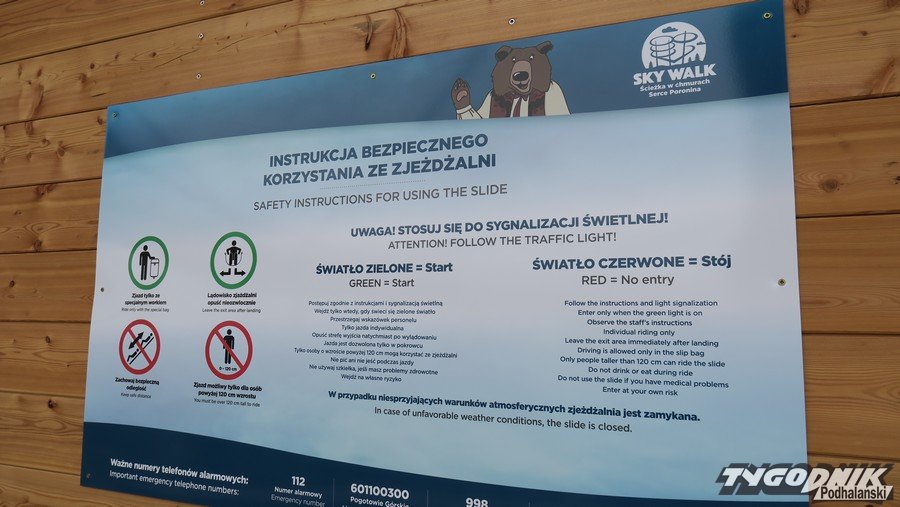 SKY WALK
Ścieżka w chmurach
Serce Poronina
INSTRUKCJA BEZPIECZNEGO
KORZYSTANIA ZE ZJEŻDŻALNI
SAFETY INSTRUCTIONS FOR USING THE SLIDE
UWAGA! STOSUJ SIĘ DO SYGNALIZACJI ŚWIETLNEJ!
ATTENTION! FOLLOW THE TRAFFIC LIGHT!
Zjazd tylko ze
specjalnym workiem
Ride only with the special bag
Lądowisko zjeżdżalni
opuść niezowłocznie
Leave the exit area after landing
Zachowaj bezpieczną
odległość
Keep safe distance
0 - 120 cm
Zjazd możliwy tylko dla osób
powyżej 120 cm wzrostu
You must be over 120 cm tall to ride
ŚWIATŁO ZIELONE = Start
GREEN = Start
Postępuj zgodnie z instrukcjami i sygnalizacją świetlną
Wejdź tylko wtedy, gdy świeci się zielone światło
Przestrzegaj wskazówek personelu
Tylko jazda indywidualna
Opuść strefę wyjścia natychmiast po wylądowaniu
Jazda jest dozwolona tylko w pokrowcu
Tylko osoby o wzroście powyżej 120 cm mogą korzystać ze zjeżdżalni
Nie pić ani nie jeść podczas jazdy
Nie używaj szkiełka, jeśli masz problemy zdrowotne
Wejdź na własne ryzyko
ŚWIATŁO CZERWONE = Stój
RED = No entry
Follow the instructions and light signalization
Enter only when the green light is on
Observe the staff's instructions
Individual riding only
Leave the exit area immediately after landing
Driving is allowed only in the slip bag
Only people taller than 120 cm can ride the slide
Do not drink or eat during ride
Do not use the slide if you have medical problems
Enter at your own risk
W przypadku niesprzyjających warunków atmosferycznych zjeżdżalnia jest zamykana.
In case of unfavorable weather conditions, the slide is closed.
Ważne numery telefonów alarmowych:
Important emergency telephone numbers:
112
Numer alarmowy
Emergency number
601100300
Pogotowie Górskie
998
TYGODNIK
Podhalański